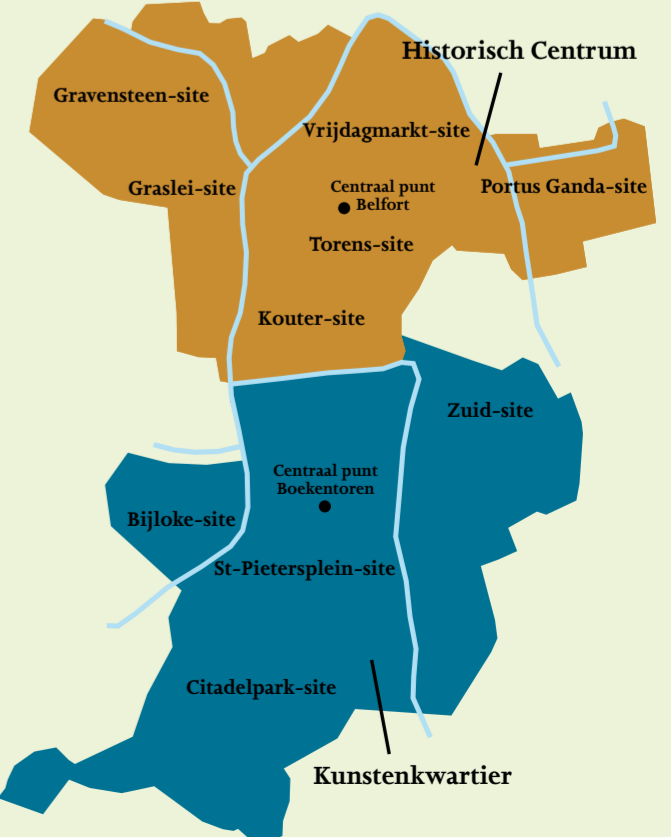 Historisch Centrum
Gravensteen-site
Vrijdagmarkt-site
Graslei-site
Centraal punt
Belfort
Portus Ganda-site
Torens-site
Kouter-site
Zuid-site
Centraal punt
Boekentoren
Bijloke-site
St-Pietersplein-site
Citadelpark-site
Kunstenkwartier